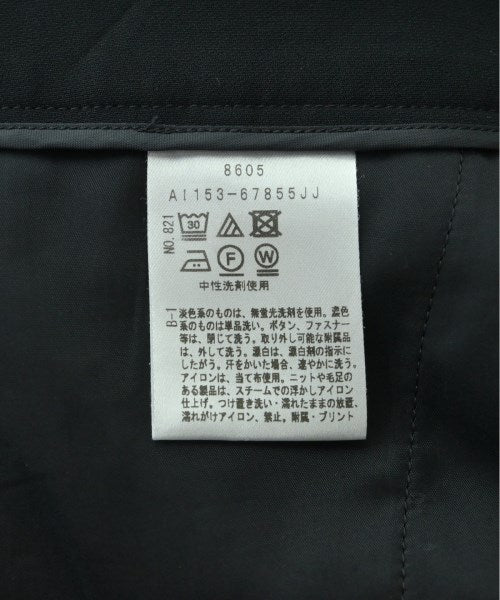 8605
AI153-67855JJ
NO.821
30
F W
中性洗剤使用
B-1
淡色系のものは、無蛍光洗剤を使用。濃色
系のものは単品洗い。ボタン、ファスナー
等は、閉じて洗う。取り外し可能な附属品
は、外して洗う。漂白は、漂白剤の指示に
したがう。汗をかいた場合、速やかに洗う。
アイロンは、当て布使用。ニットや毛足の
ある製品は、スチームでの浮かしアイロン
仕上げ。つけ置き洗い・濡れたままの放置、
濡れがけアイロン、禁止。附属・プリント